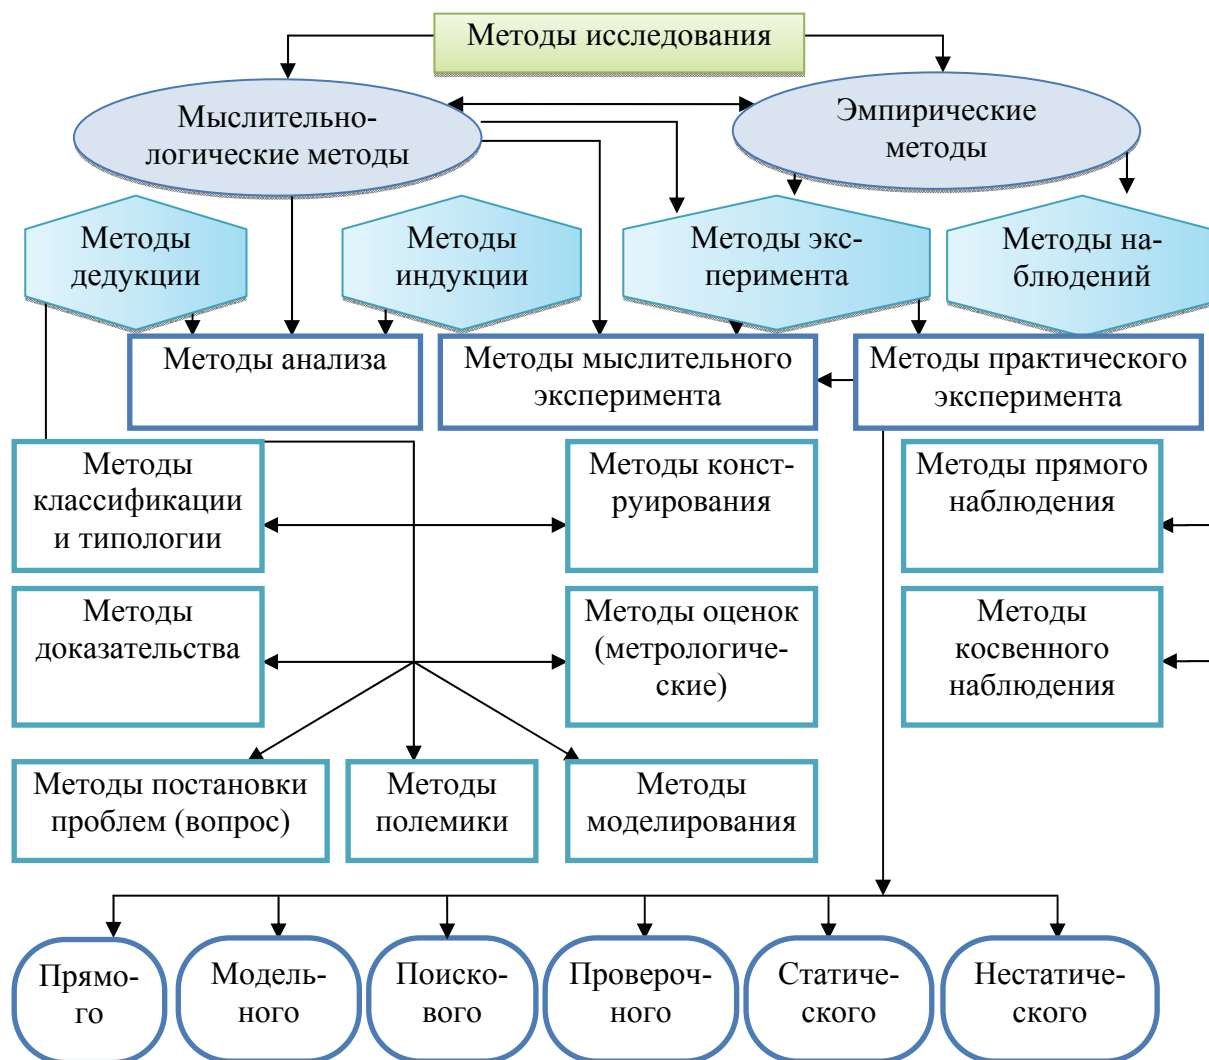 Методы исследования
Мыслительно-
логические методы
Эмпирические
методы
Методы
дедукции
Методы
индукции
Методы экс-
перимента
Методы на-
блюдений
Методы анализа
Методы мыслительного
эксперимента
Методы практического
эксперимента
Методы
классификации
и типологии
Методы конст-
руирования
Методы прямого
наблюдения
Методы
доказательства
Методы оценок
(метрологиче-
ские)
Методы
косвенного
наблюдения
Методы постановки
проблем (вопрос)
Методы
полемики
Методы
моделирования
Прямо-
го
Модель-
ного
Поиско-
вого
Провероч-
ного
Статиче-
ского
Нестатиче-
ского